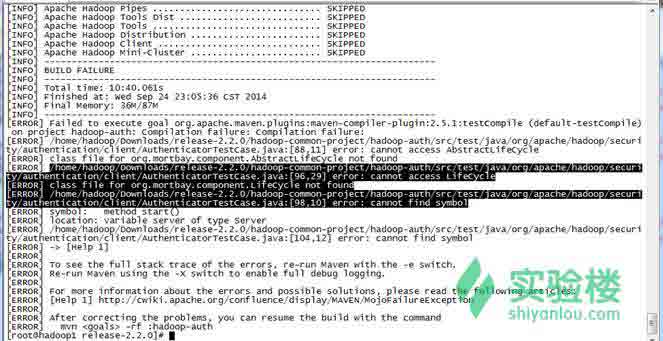 [INFO] Apache Hadoop Pipes ............................... SKIPPED
[INFO] Apache Hadoop Tools Dist .......................... SKIPPED
[INFO] Apache Hadoop Tools ............................... SKIPPED
[INFO] Apache Hadoop Distribution ........................ SKIPPED
[INFO] Apache Hadoop Client .............................. SKIPPED
[INFO] Apache Hadoop Mini-Cluster ........................ SKIPPED
[INFO] ------------------------------------------------------------------------
[INFO] BUILD FAILURE
[INFO] ------------------------------------------------------------------------
[INFO] Total time: 10:40.061s
[INFO] Finished at: Wed Sep 24 23:05:36 CST 2014
[INFO] Final Memory: 36M/87M
[INFO] ------------------------------------------------------------------------
[ERROR] Failed to execute goal org.apache.maven.plugins:maven-compiler-plugin:2.5.1:testCompile (default-testCompile)
on project hadoop-auth: Compilation failure: Compilation failure:
[ERROR] /home/hadoop/Downloads/release-2.2.0/hadoop-common-project/hadoop-auth/src/test/java/org/apache/hadoop/securi
ty/authentication/client/AuthenticatorTestCase.java:[88,11] error: cannot access AbstractLifeCycle
[ERROR] class file for org.mortbay.component.AbstractLifeCycle not found
[ERROR] /home/hadoop/Downloads/release-2.2.0/hadoop-common-project/hadoop-auth/src/test/java/org/apache/hadoop/securi
ty/authentication/client/AuthenticatorTestCase.java:[96,29] error: cannot access LifeCycle
[ERROR] class file for org.mortbay.component.LifeCycle not found
[ERROR] /home/hadoop/Downloads/release-2.2.0/hadoop-common-project/hadoop-auth/src/test/java/org/apache/hadoop/securi
ty/authentication/client/AuthenticatorTestCase.java:[98,10] error: cannot find symbol
[ERROR] symbol: method start()
[ERROR] location: variable server of type Server
[ERROR] /home/hadoop/Downloads/release-2.2.0/hadoop-common-project/hadoop-auth/src/test/java/org/apache/hadoop/securi
ty/authentication/client/AuthenticatorTestCase.java:[104,12] error: cannot find symbol
[ERROR] -> [Help 1]
[ERROR]
[ERROR] To see the full stack trace of the errors, re-run Maven with the -e switch.
[ERROR] Re-run Maven using the -X switch to enable full debug logging.
[ERROR]
[ERROR] For more information about the errors and possible solutions, please read the following articles:
[ERROR] [Help 1] http://cwiki.apache.org/confluence/display/MAVEN/MojoFailureException
[ERROR]
[ERROR] After correcting the problems, you can resume the build with the command
[ERROR] mvn <goals> -rf :hadoop-auth
[root@hadoop1 release-2.2.0]#
实验楼
shiyanlou.com